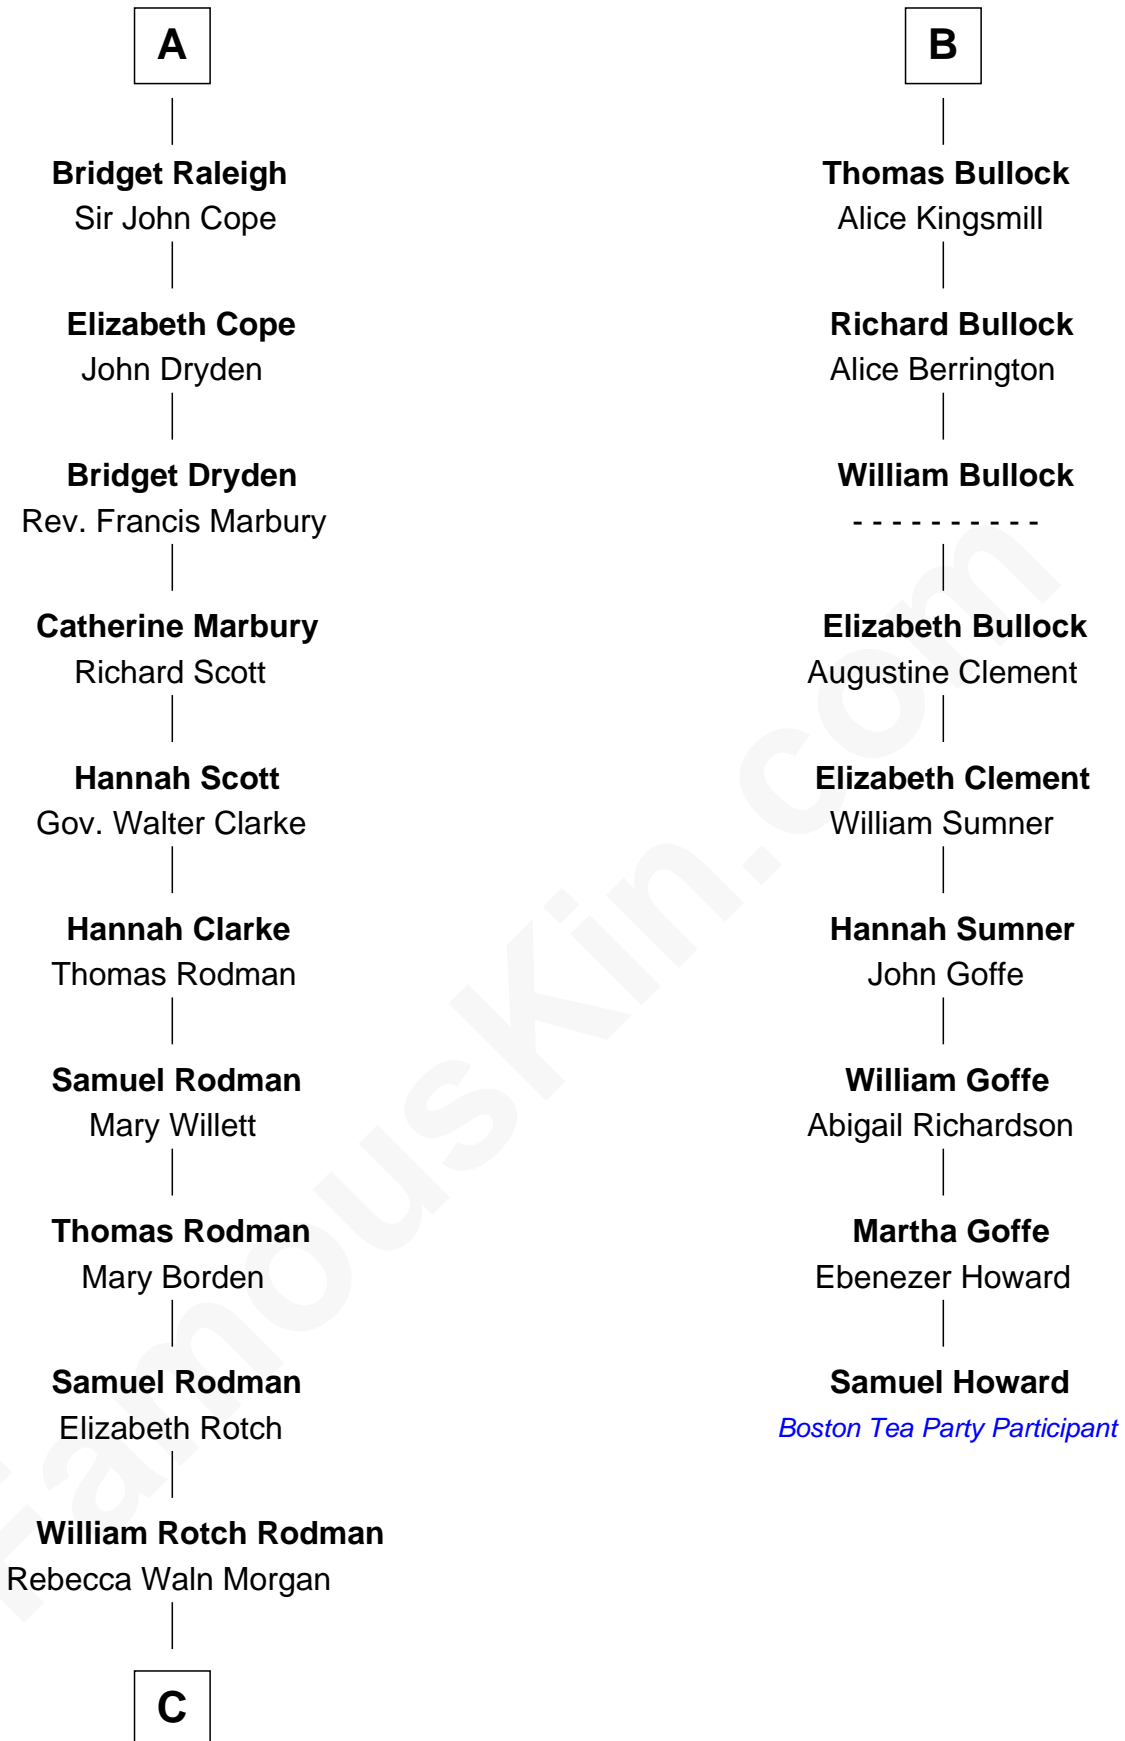 A
Bridget Raleigh
Sir John Cope
Elizabeth Cope
John Dryden
Bridget Dryden
Rev. Francis Marbury
Catherine Marbury
Richard Scott
Hannah Scott
Gov. Walter Clarke
Hannah Clarke
Thomas Rodman
Samuel Rodman
Mary Willett
Thomas Rodman
Mary Borden
Samuel Rodman
Elizabeth Rotch
William Rotch Rodman
Rebecca Waln Morgan
C
B
Thomas Bullock
Alice Kingsmill
Richard Bullock
Alice Berrington
William Bullock
- - - - - - - - - -
Elizabeth Bullock
Augustine Clement
Elizabeth Clement
William Sumner
Hannah Sumner
John Goffe
William Goffe
Abigail Richardson
Martha Goffe
Ebenezer Howard
Samuel Howard
Boston Tea Party Participant
FamousKin.com